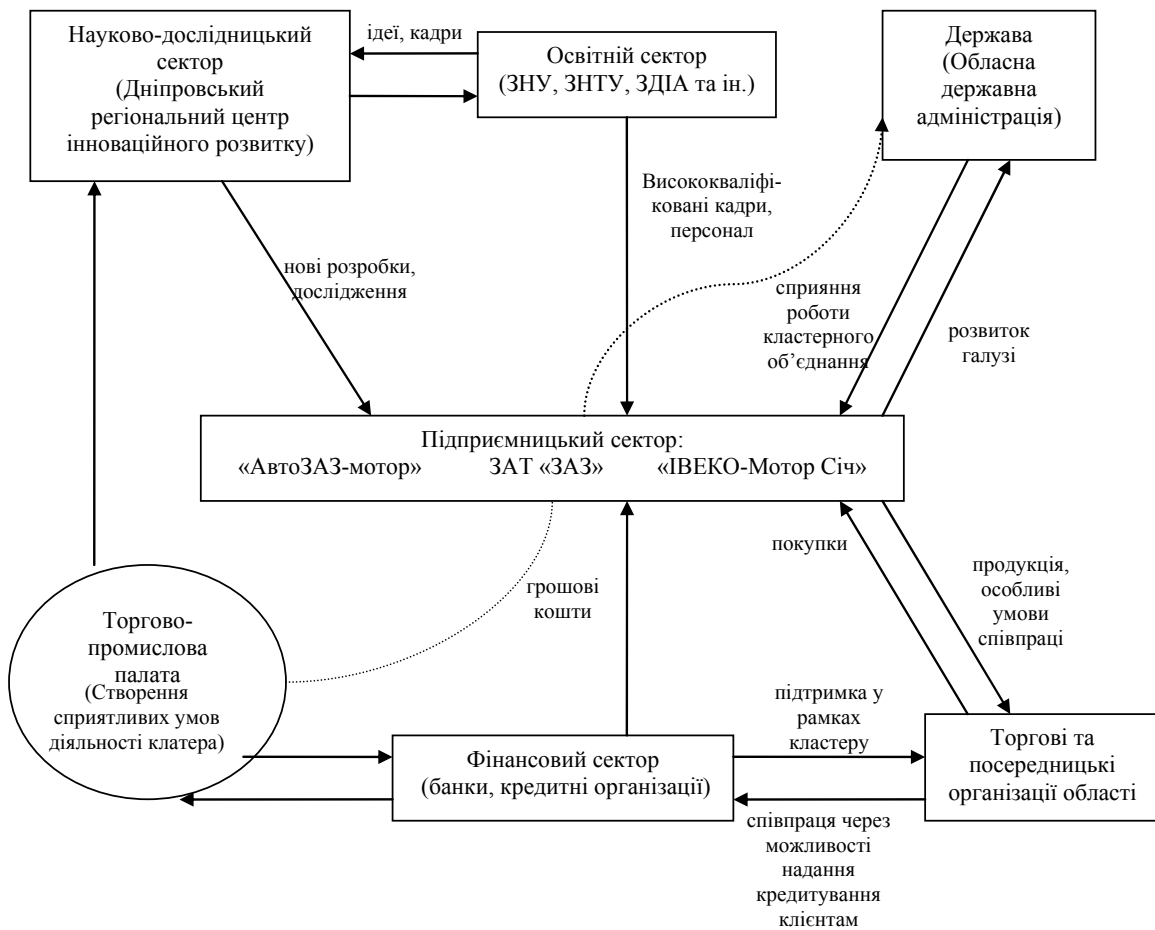 Науково-дослідницький
сектор
(Дніпровський
регіональний центр
інноваційного розвитку)
ідеї, кадри
Освітній сектор
(ЗНУ, ЗНТУ, ЗДІА та ін.)
Держава
(Обласна
державна
адміністрація)
Висококваліфі-
ковані кадри,
персонал
нові розробки,
дослідження
сприяння
роботи
кластерного
об’єднання
розвиток
галузі
Підприємницький сектор:
«АвтоЗАЗ-мотор» ЗАТ «ЗАЗ» «ІВЕКО-Мотор Січ»
покупки
грошові
кошти
продукція,
особливі
умови
співпраці
Торгово-
промислова
палата
(Створення
сприятливих умов
діяльності клатера)
підтримка у
рамках
кластеру
Фінансовий сектор
(банки, кредитні організації)
Торгові та
посередницькі
організації області
співпраця через
можливості
надання
кредитування
клієнтам